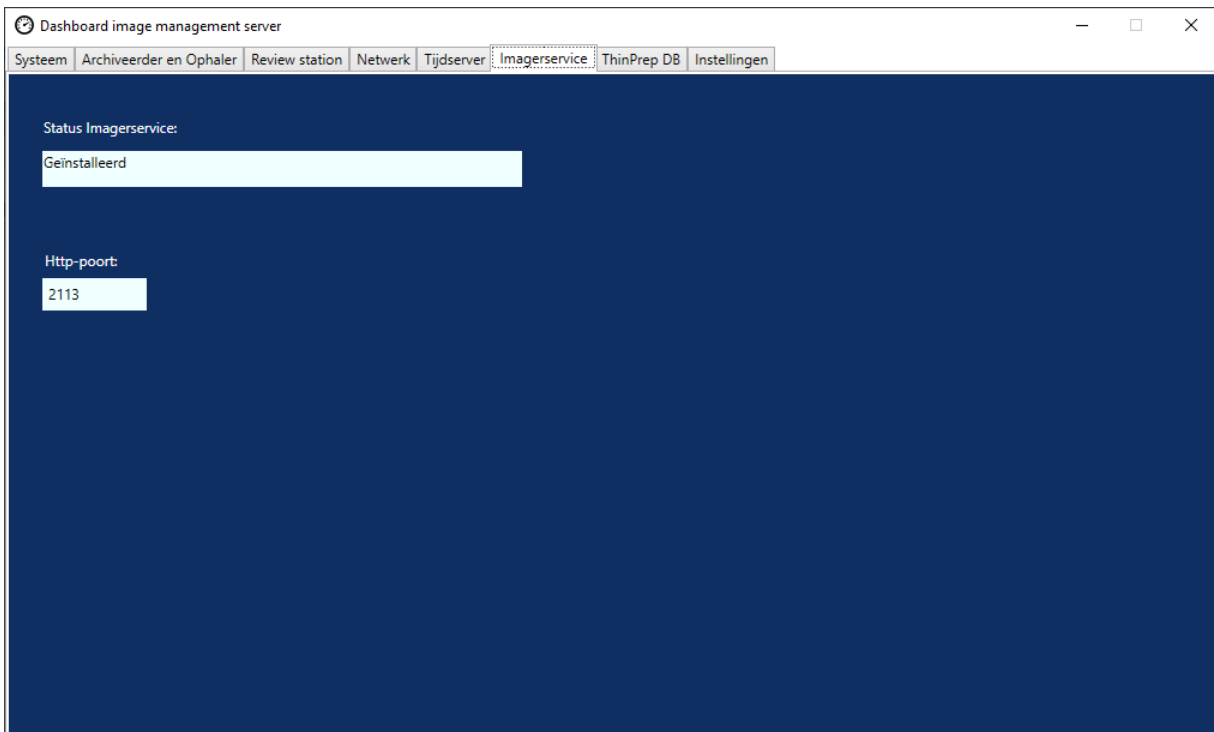 Dashboard image management server
Systeem Archiveerder en Ophaler Review station Netwerk Tijdserver Imagerservice ThinPrep DB Instellingen
Status Imagerservice:
Geïnstalleerd
Http-poort:
2113